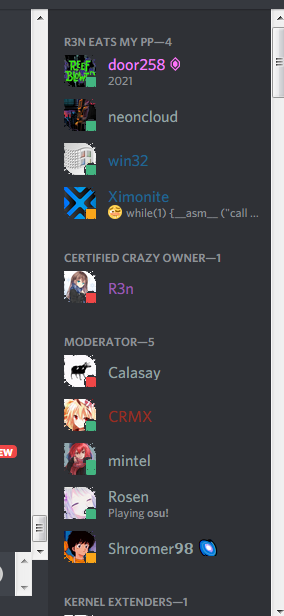 R3N EATS MY PP—4
door258
2021
neoncloud
win32
Ximonite
while(1) {__asm__ ("call ...
CERTIFIED CRAZY OWNER—1
R3n
MODERATOR—5
Calasay
CRMX
mintel
EW
Rosen
Playing osu!
Shroomer98
KERNEL EXTENDERS—1